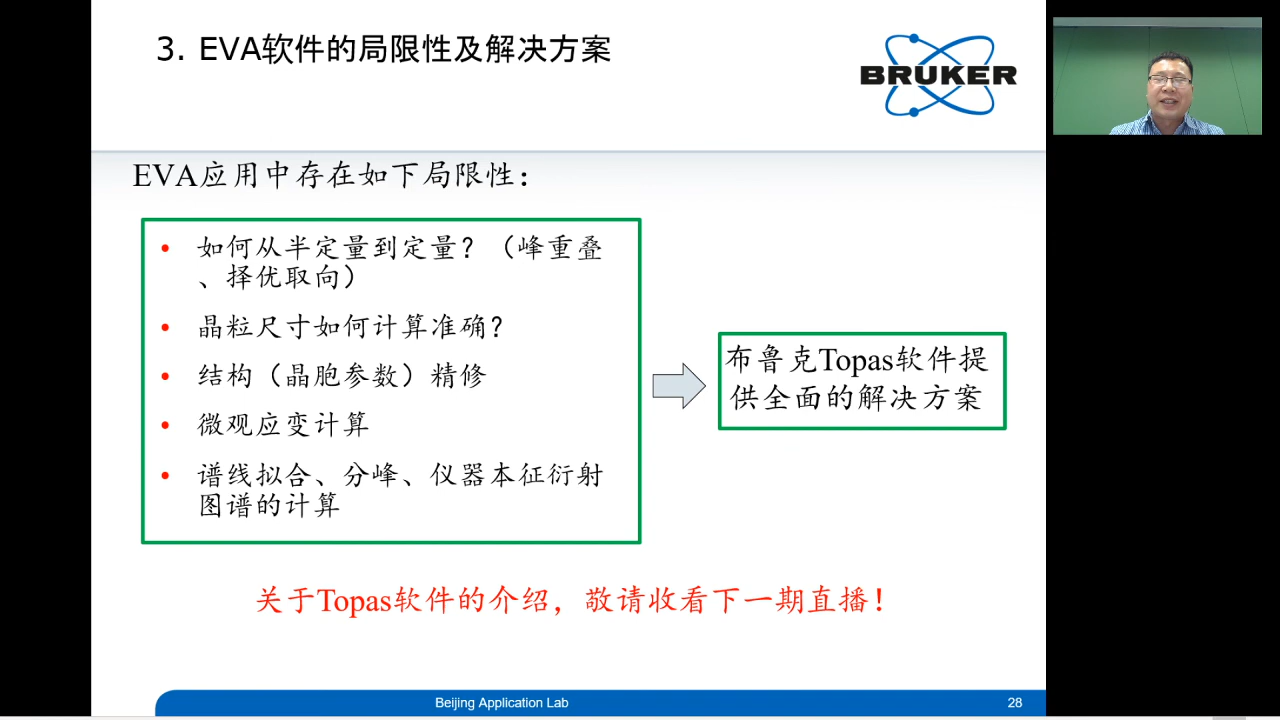 3. EVA软件的局限性及解决方案
BRUKER
EVA应用中存在如下局限性：
• 如何从半定量到定量？（峰重叠
、择优取向）
• 晶粒尺寸如何计算准确？
• 结构（晶胞参数）精修
• 微观应变计算
• 谱线拟合、分峰、仪器本征衍射
图谱的计算
布鲁克Topas软件提
供全面的解决方案
关于Topas软件的介绍，敬请收看下一期直播！
Beijing Application Lab
28